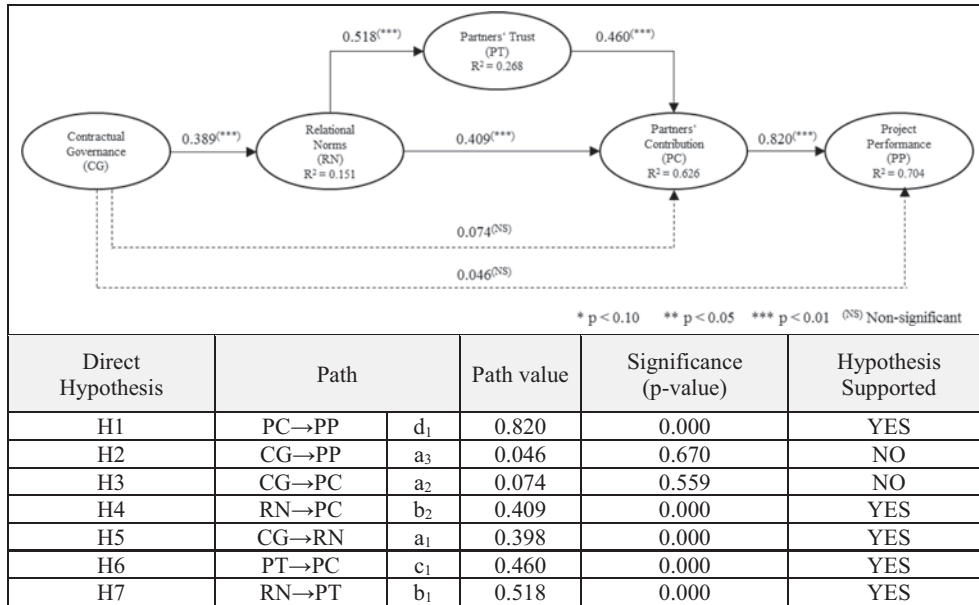 0.518(***)
Partners' Trust
(PT)
R² = 0.268
0.460(***)
Contractual
Governance
(CG)
0.389(***)
Relational
Norms
(RN)
R² = 0.151
0.409(***)
Partners'
Contribution
(PC)
R² = 0.626
0.820(***)
Project
Performance
(PP)
R² = 0.704
0.074(NS)
0.046(NS)
* p < 0.10 ** p < 0.05 *** p < 0.01 (NS) Non-significant
Direct Hypothesis Path Path value Significance (p-value) Hypothesis Supported
H1 PC→PP d₁ 0.820 0.000 YES
H2 CG→PP a₃ 0.046 0.670 NO
H3 CG→PC a₂ 0.074 0.559 NO
H4 RN→PC b₂ 0.409 0.000 YES
H5 CG→RN a₁ 0.398 0.000 YES
H6 PT→PC c₁ 0.460 0.000 YES
H7 RN→PT b₁ 0.518 0.000 YES